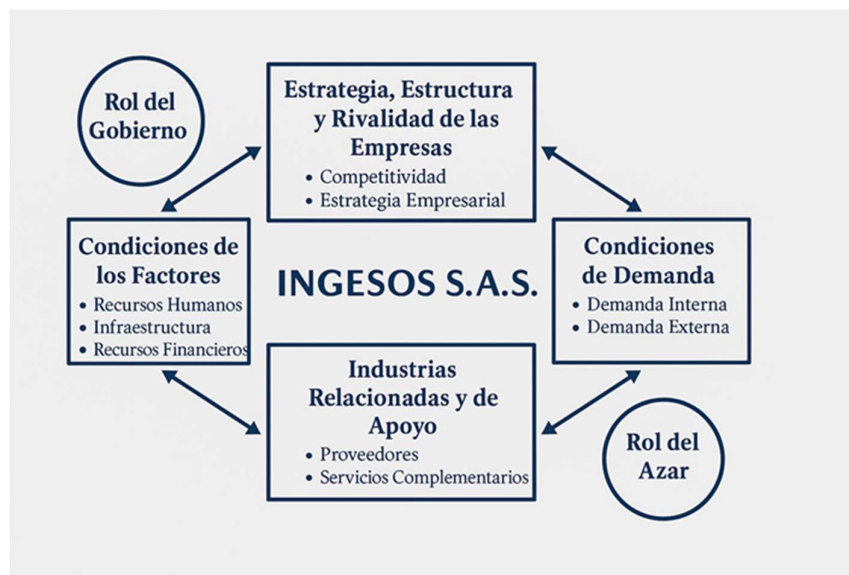 Rol del
Gobierno
Estrategia, Estructura
y Rivalidad de las
Empresas
• Competitividad
• Estrategia Empresarial
Condiciones de
los Factores
• Recursos Humanos
• Infraestructura
• Recursos Financieros
INGESOS S.A.S.
Condiciones
de Demanda
• Demanda Interna
• Demanda Externa
Industrias
Relacionadas y de
Apoyo
• Proveedores
• Servicios Complementarios
Rol del
Azar